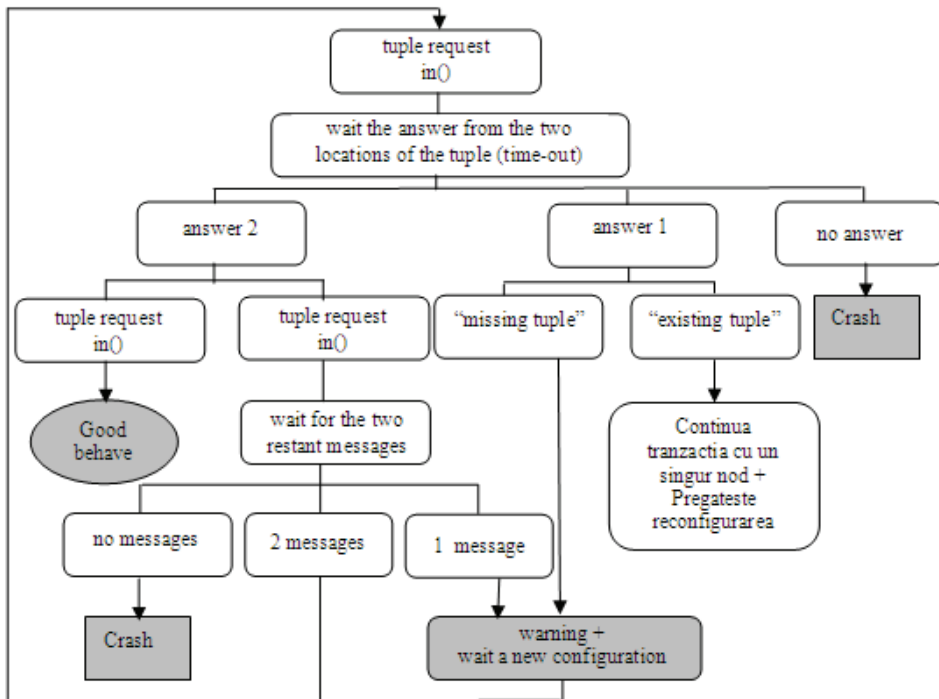 tuple request
in()
wait the answer from the two
locations of the tuple (time-out)
answer 2
answer 1
no answer
tuple request
in()
tuple request
in()
“missing tuple”
“existing tuple”
Crash
Good
behave
wait for the two
restant messages
Continua
tranzactia cu un
singur nod +
Pregateste
reconfigurarea
no messages
2 messages
1 message
Crash
warning +
wait a new configuration